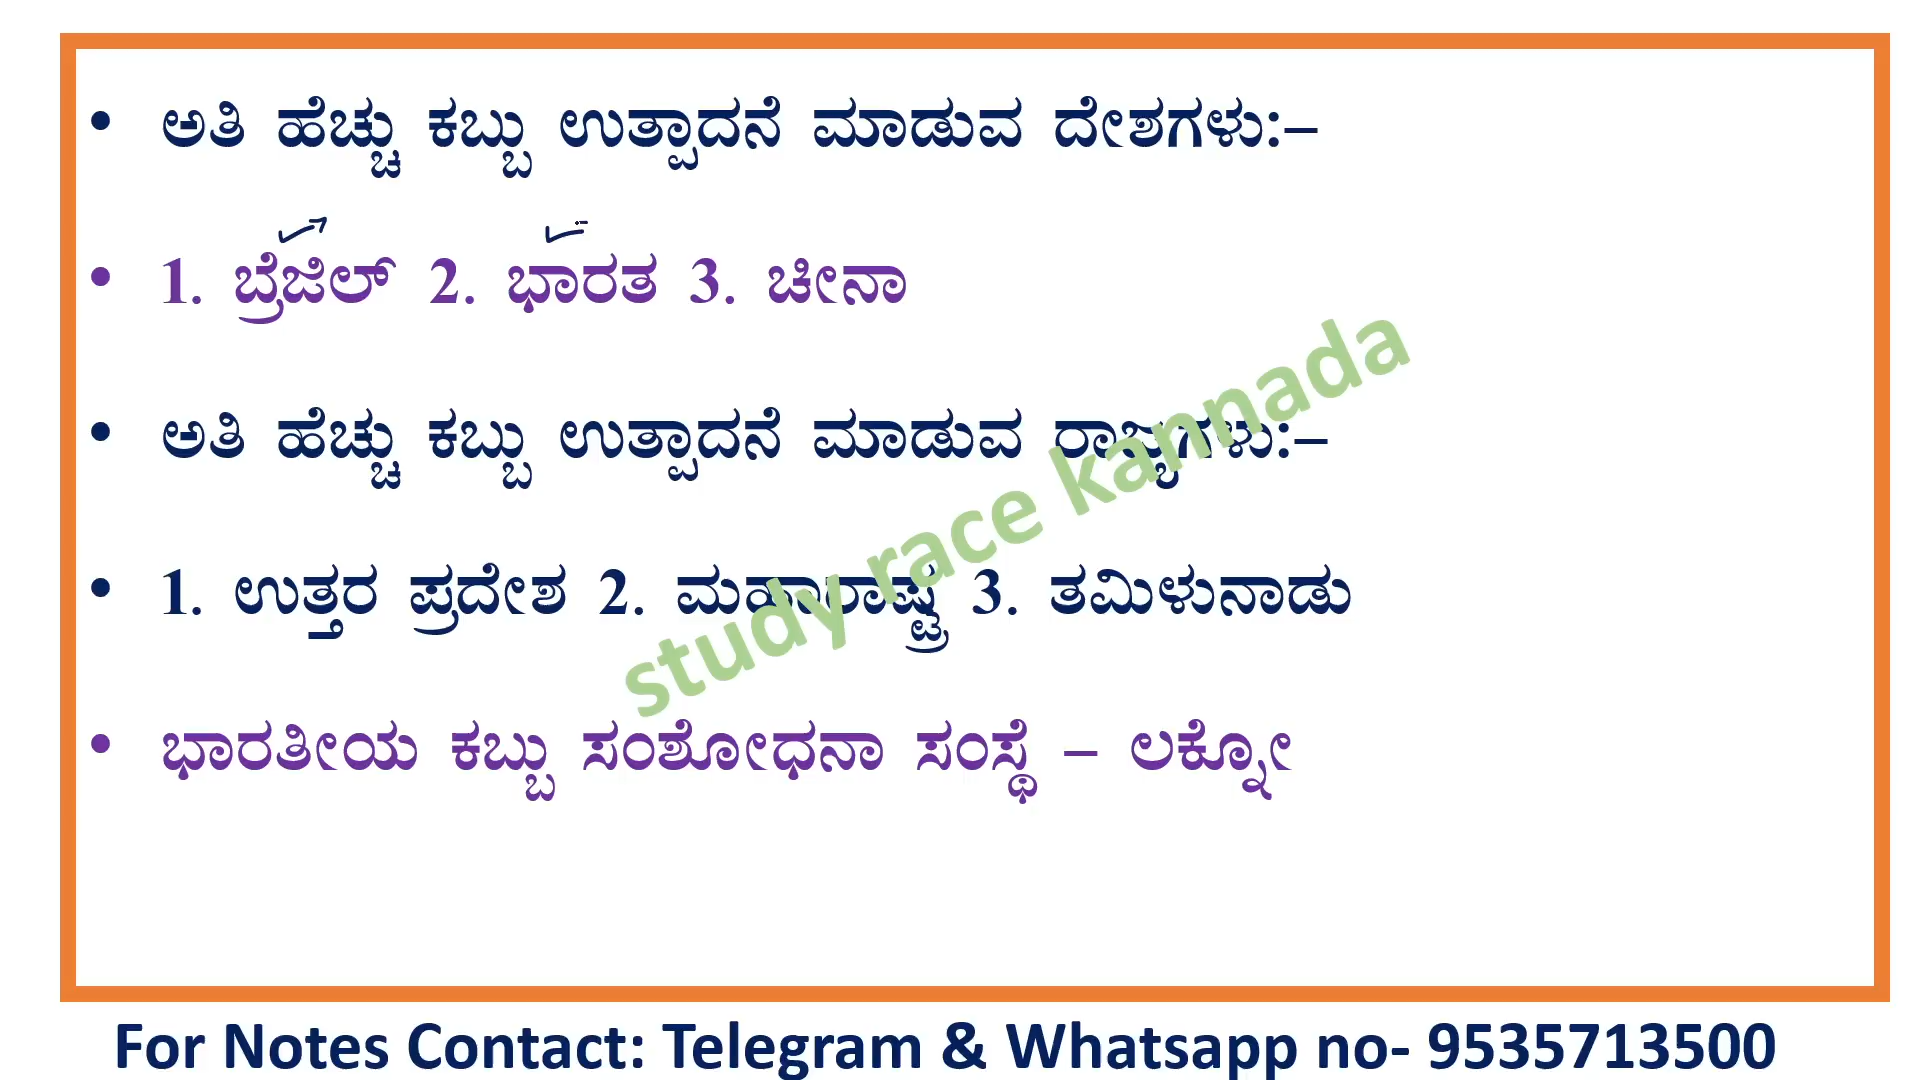 • ಅತಿ ಹೆಚ್ಚು ಕಬ್ಬು ಉತ್ಪಾದನೆ ಮಾಡುವ ದೇಶಗಳು:–
• 1. ಬ್ರೆಜಿಲ್ 2. ಭಾರತ 3. ಚೀನಾ
• ಅತಿ ಹೆಚ್ಚು ಕಬ್ಬು ಉತ್ಪಾದನೆ ಮಾಡುವ ರಾಜ್ಯಗಳು:–
• 1. ಉತ್ತರ ಪ್ರದೇಶ 2. ಮಹಾರಾಷ್ಟ್ರ 3. ತಮಿಳುನಾಡು
study race kannada
• ಭಾರತೀಯ ಕಬ್ಬು ಸಂಶೋಧನಾ ಸಂಸ್ಥೆ – ಲಕ್ನೋ
For Notes Contact: Telegram & Whatsapp no- 9535713500